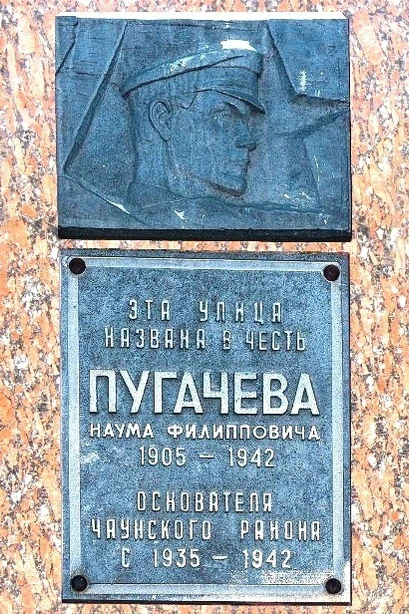 ЭТА УЛИЦА
НАЗВАНА В ЧЕСТЬ
ПУГАЧЕВА
НАУМА ФИЛИППОВИЧА
1905 – 1942
ОСНОВАТЕЛЯ
ЧАУНСКОГО РАЙОНА
С 1935 – 1942